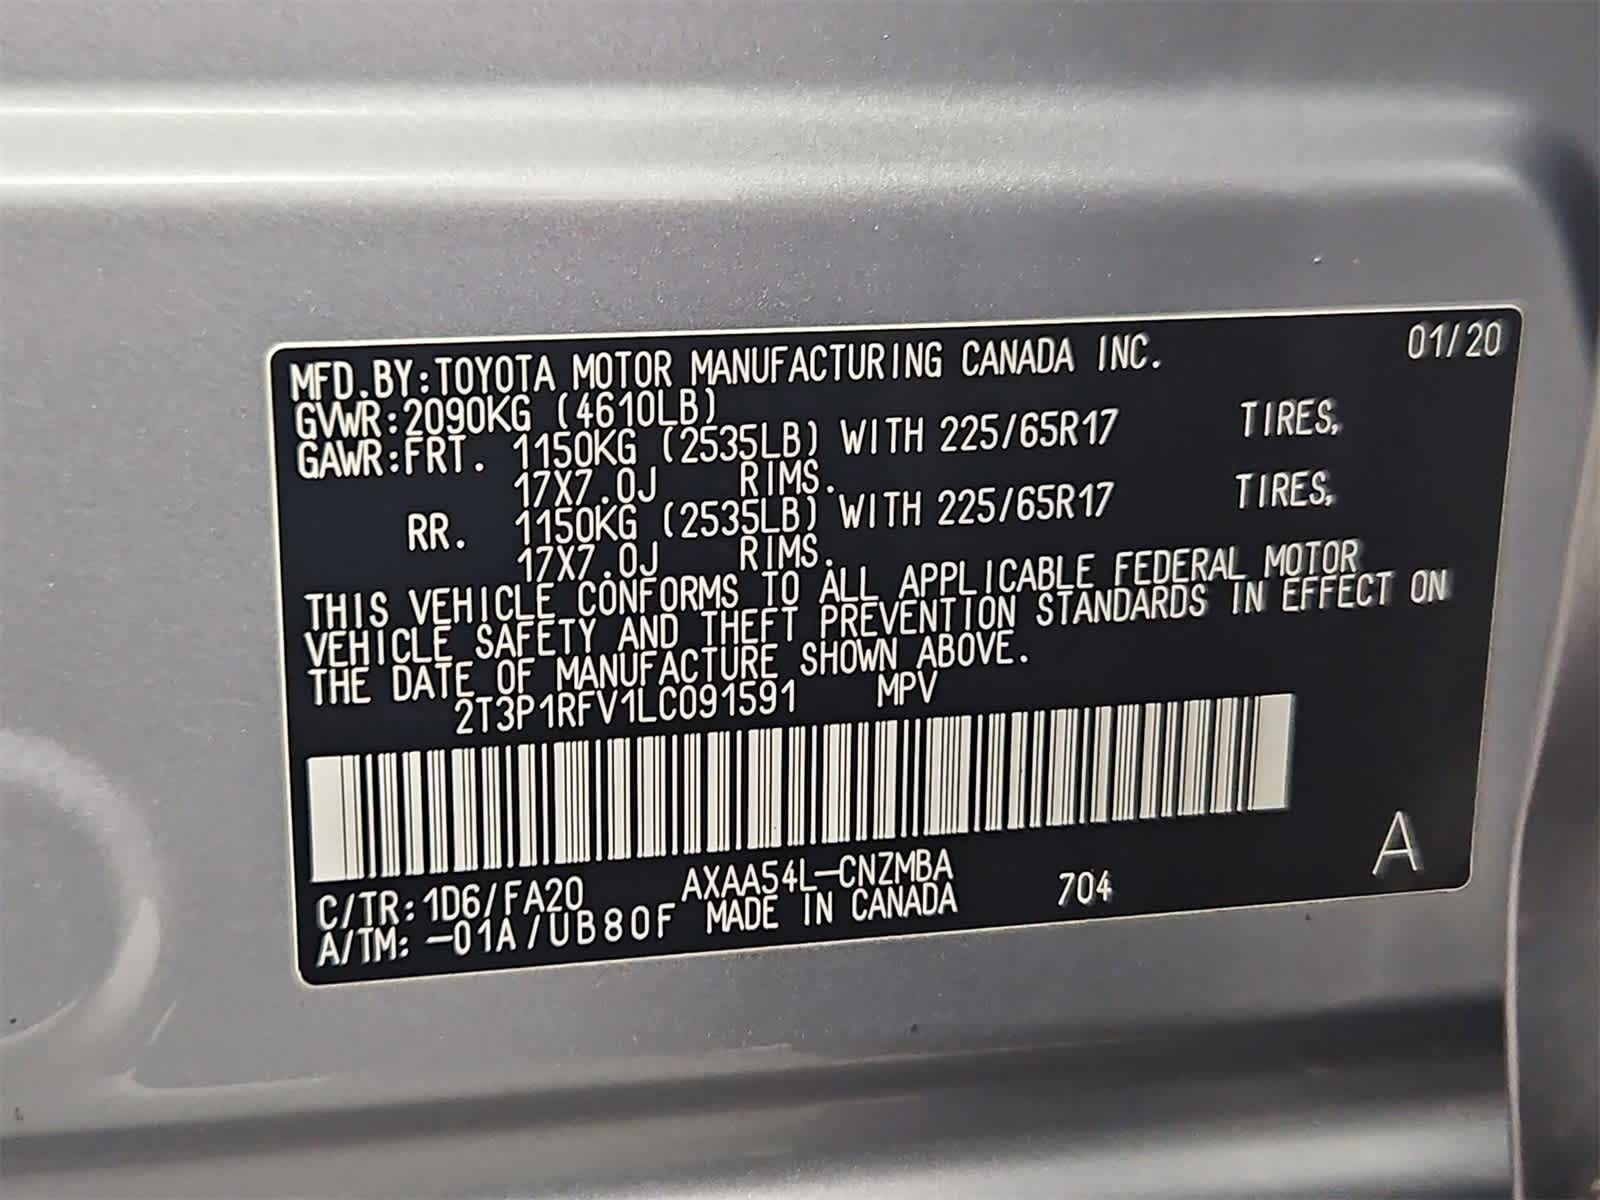 MFD.BY:TOYOTA MOTOR MANUFACTURING CANADA INC. 01/20
GVWR:2090KG (4610LB)
GAWR:FRT. 1150KG (2535LB) WITH 225/65R17 TIRES,
17X7.0J RIMS.
RR. 1150KG (2535LB) WITH 225/65R17 TIRES,
17X7.0J RIMS.
THIS VEHICLE CONFORMS TO ALL APPLICABLE FEDERAL MOTOR
VEHICLE SAFETY AND THEFT PREVENTION STANDARDS IN EFFECT ON
THE DATE OF MANUFACTURE SHOWN ABOVE.
2T3P1RFV1LC091591 MPV
C/TR:1D6/FA20 AXAA54L-CNZMBA 704 A
A/TM:-01A/UB80F MADE IN CANADA